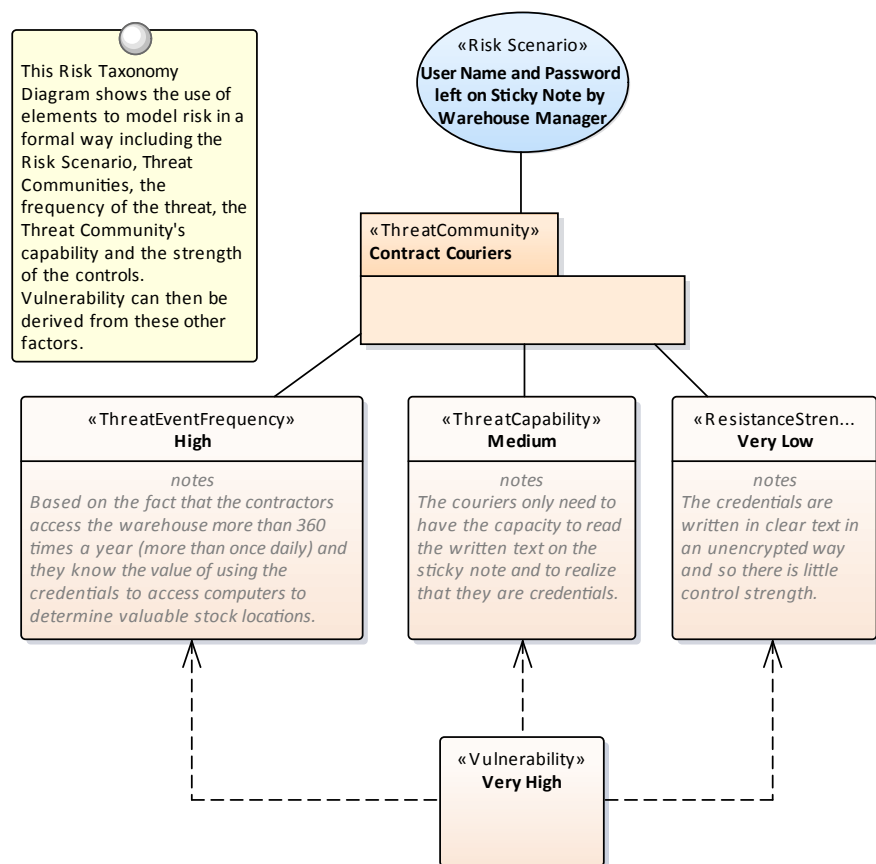 This Risk Taxonomy
Diagram shows the use of
elements to model risk in a
formal way including the
Risk Scenario, Threat
Communities, the
frequency of the threat, the
Threat Community's
capability and the strength
of the controls.
Vulnerability can then be
derived from these other
factors.
«Risk Scenario»
User Name and Password
left on Sticky Note by
Warehouse Manager
«ThreatCommunity»
Contract Couriers
«ThreatEventFrequency»
High
notes
Based on the fact that the contractors
access the warehouse more than 360
times a year (more than once daily) and
they know the value of using the
credentials to access computers to
determine valuable stock locations.
«ThreatCapability»
Medium
notes
The couriers only need to
have the capacity to read
the written text on the
sticky note and to realize
that they are credentials.
«ResistanceStren...
Very Low
notes
The credentials are
written in clear text in
an unencrypted way
and so there is little
control strength.
«Vulnerability»
Very High